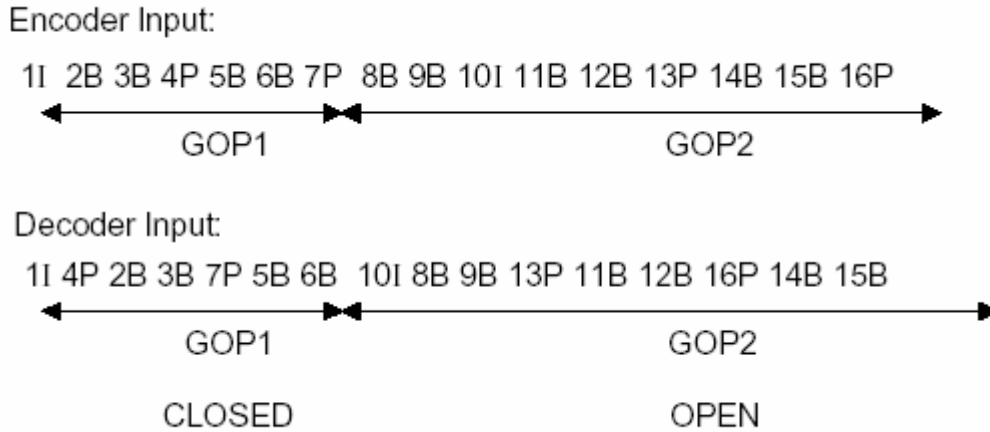 Encoder Input:
1I 2B 3B 4P 5B 6B 7P 8B 9B 10I 11B 12B 13P 14B 15B 16P
GOP1 GOP2
Decoder Input:
1I 4P 2B 3B 7P 5B 6B 10I 8B 9B 13P 11B 12B 16P 14B 15B
GOP1 GOP2
CLOSED OPEN